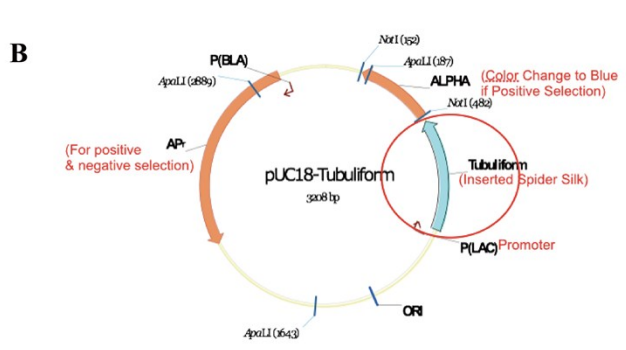 B
NotI (152)
P(BLA)
ApaLI (187)
ApaLI (2889)
ALPHA
(Color Change to Blue
if Positive Selection)
NotI (482)
APr
(For positive
& negative selection)
Tubuliform
(Inserted Spider Silk)
pUC18-Tubuliform
3208 bp
P(LAC) Promoter
ORI
ApaLI (1643)